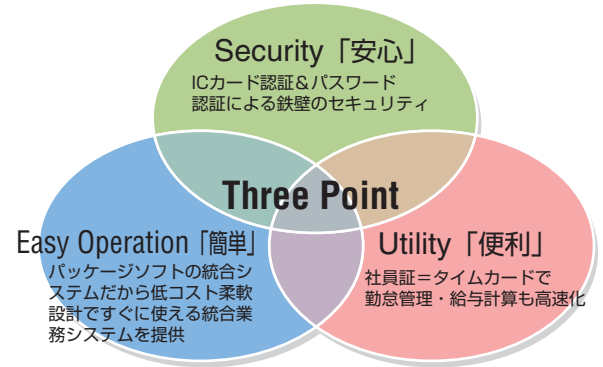 Security「安心」
ICカード認証＆パスワード
認証による鉄壁のセキュリティ
Three Point
Easy Operation「簡単」
パッケージソフトの統合シ
ステムだから低コスト柔軟
設計ですぐに使える統合業
務システムを提供
Utility「便利」
社員証＝タイムカードで
勤怠管理・給与計算も高速化